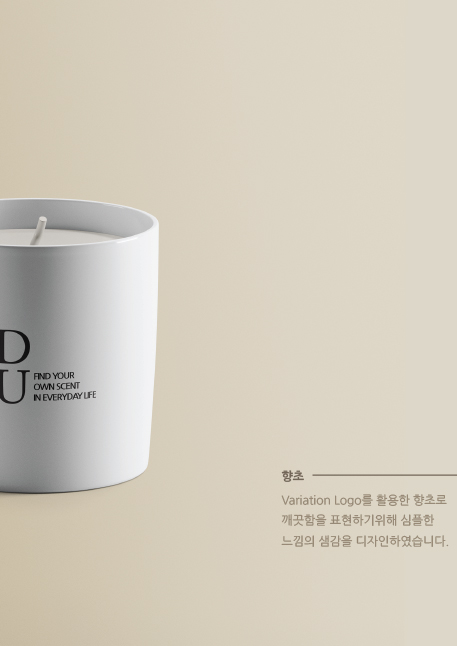 D
U
FIND YOUR
OWN SCENT
IN EVERYDAY LIFE
향초
Variation Logo를 활용한 향초로
깨끗함을 표현하기위해 심플한
느낌의 샘감을 디자인하였습니다.